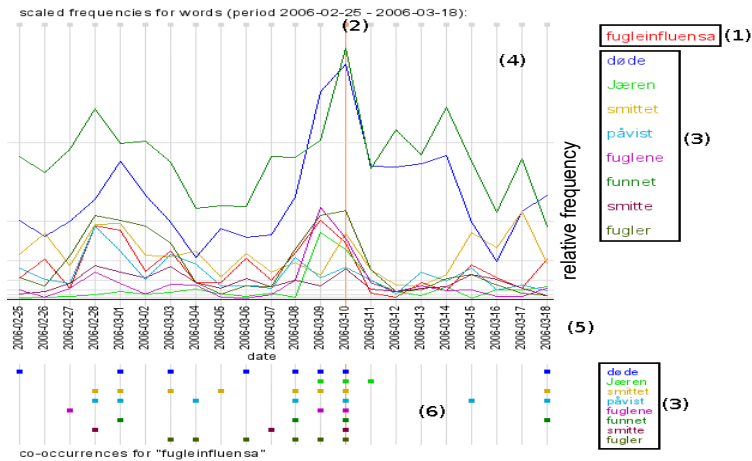 scaled frequencies for words (period 2006-02-25 - 2006-03-18):
(2)
(4)
fugleinfluensa
(1)
døde
Jæren
smittet
påvist
fuglene
funnet
smitte
fugler
(3)
relative frequency
2006-02-25
2006-02-26
2006-02-27
2006-02-28
2006-03-01
2006-03-02
2006-03-03
2006-03-04
2006-03-05
2006-03-06
2006-03-07
2006-03-08
2006-03-09
2006-03-10
2006-03-11
2006-03-12
2006-03-13
2006-03-14
2006-03-15
2006-03-16
2006-03-17
2006-03-18
(5)
date
døde
Jæren
smittet
påvist
fuglene
funnet
smitte
fugler
(3)
(6)
co-occurrences for "fugleinfluensa"